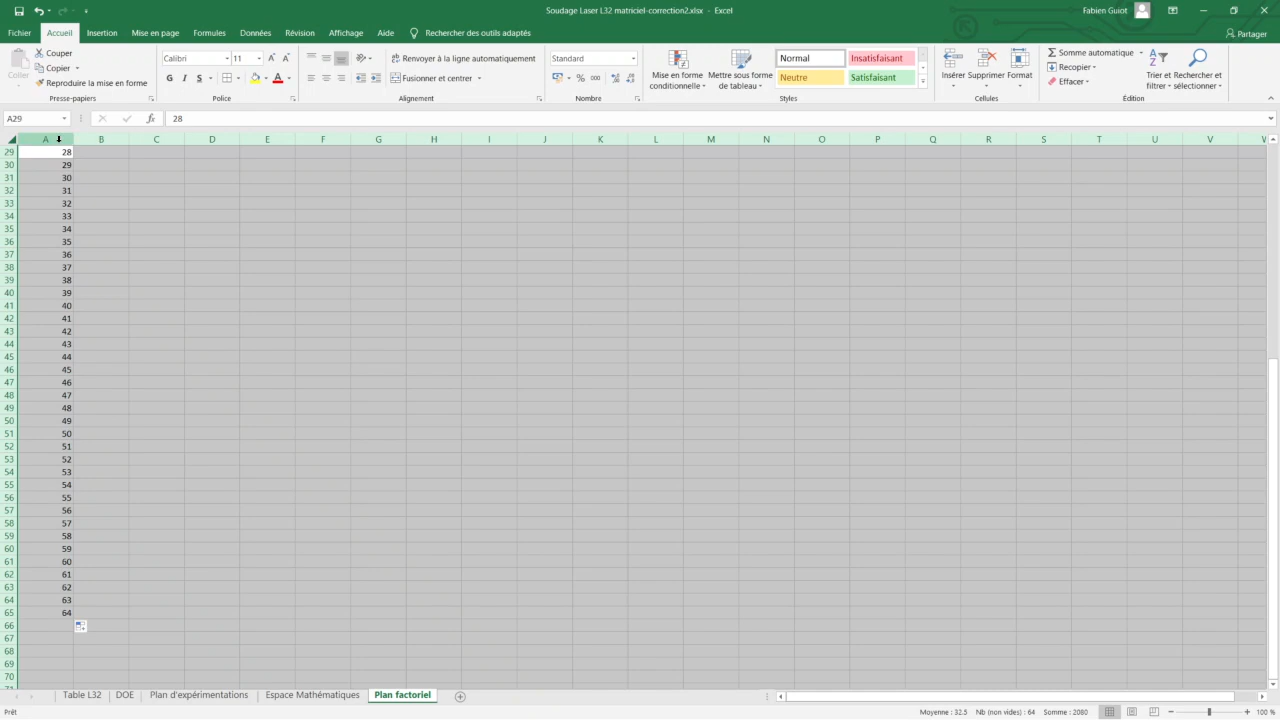 Soudage Laser L32 matriciel-correction2.xlsx - Excel
Fabien Guiot
Fichier Accueil Insertion Mise en page Formules Données Révision Affichage Aide Rechercher des outils adaptés Partager
Coller
Couper
Copier
Reproduire la mise en forme
Presse-papiers
Calibri 11
G I S
Police
Renvoyer à la ligne automatiquement
Fusionner et centrer
Alignement
Standard
% 000
Nombre
Mise en forme conditionnelle
Mettre sous forme de tableau
Normal Insatisfaisant
Neutre Satisfaisant
Styles
Insérer Supprimer Format
Cellules
Somme automatique
Recopier
Effacer
Trier et filtrer
Rechercher et sélectionner
Édition
A29 fx 28
A B C D E F G H I J K L M N O P Q R S T U V W
29 28
30 29
31 30
32 31
33 32
34 33
35 34
36 35
37 36
38 37
39 38
40 39
41 40
42 41
43 42
44 43
45 44
46 45
47 46
48 47
49 48
50 49
51 50
52 51
53 52
54 53
55 54
56 55
57 56
58 57
59 58
60 59
61 60
62 61
63 62
64 63
65 64
66
67
68
69
70
71
Table L32 DOE Plan d'expérimentations Espace Mathématiques Plan factoriel
Prêt
Moyenne : 32.5 Nb (non vides) : 64 Somme : 2080 100 %